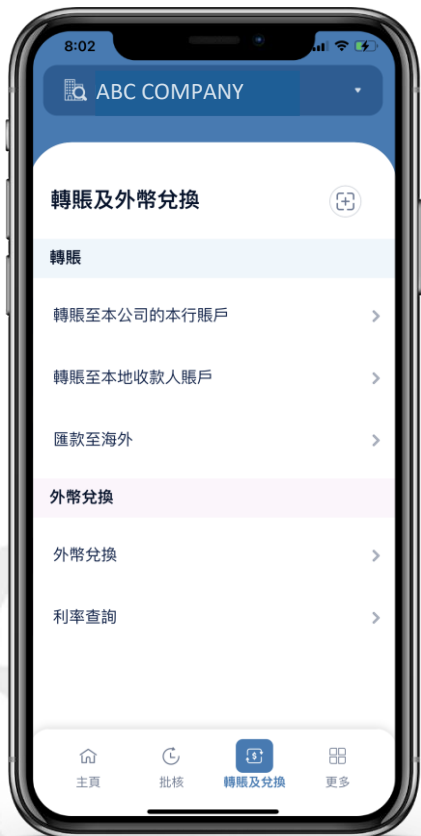 8:02
ABC COMPANY
轉賬及外幣兌換
轉賬
轉賬至本公司的本行賬戶
轉賬至本地收款人賬戶
匯款至海外
外幣兌換
外幣兌換
利率查詢
主頁 批核 轉賬及兌換 更多